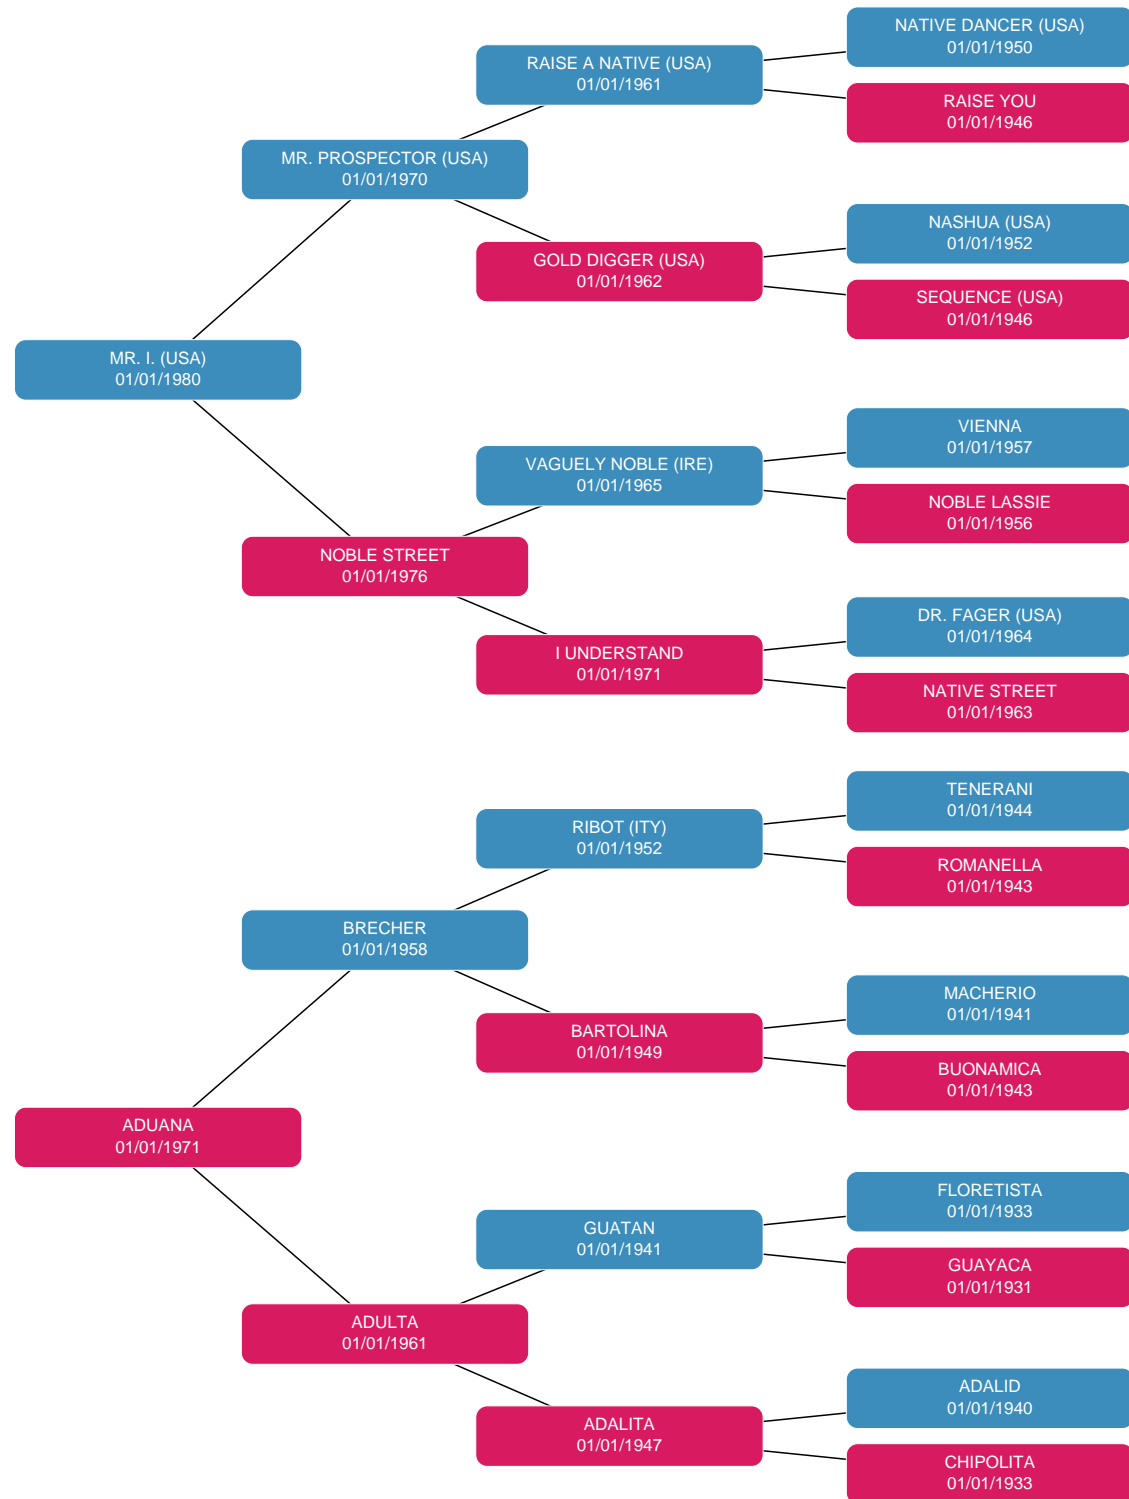 NATIVE DANCER (USA)
01/01/1950
RAISE A NATIVE (USA)
01/01/1961
RAISE YOU
01/01/1946
MR. PROSPECTOR (USA)
01/01/1970
NASHUA (USA)
01/01/1952
GOLD DIGGER (USA)
01/01/1962
SEQUENCE (USA)
01/01/1946
MR. I. (USA)
01/01/1980
VIENNA
01/01/1957
VAGUELY NOBLE (IRE)
01/01/1965
NOBLE LASSIE
01/01/1956
NOBLE STREET
01/01/1976
DR. FAGER (USA)
01/01/1964
I UNDERSTAND
01/01/1971
NATIVE STREET
01/01/1963
TENERANI
01/01/1944
RIBOT (ITY)
01/01/1952
ROMANELLA
01/01/1943
BRECHER
01/01/1958
MACHERIO
01/01/1941
BARTOLINA
01/01/1949
BUONAMICA
01/01/1943
ADUANA
01/01/1971
FLORETISTA
01/01/1933
GUATAN
01/01/1941
GUAYACA
01/01/1931
ADULTA
01/01/1961
ADALID
01/01/1940
ADALITA
01/01/1947
CHIPOLITA
01/01/1933